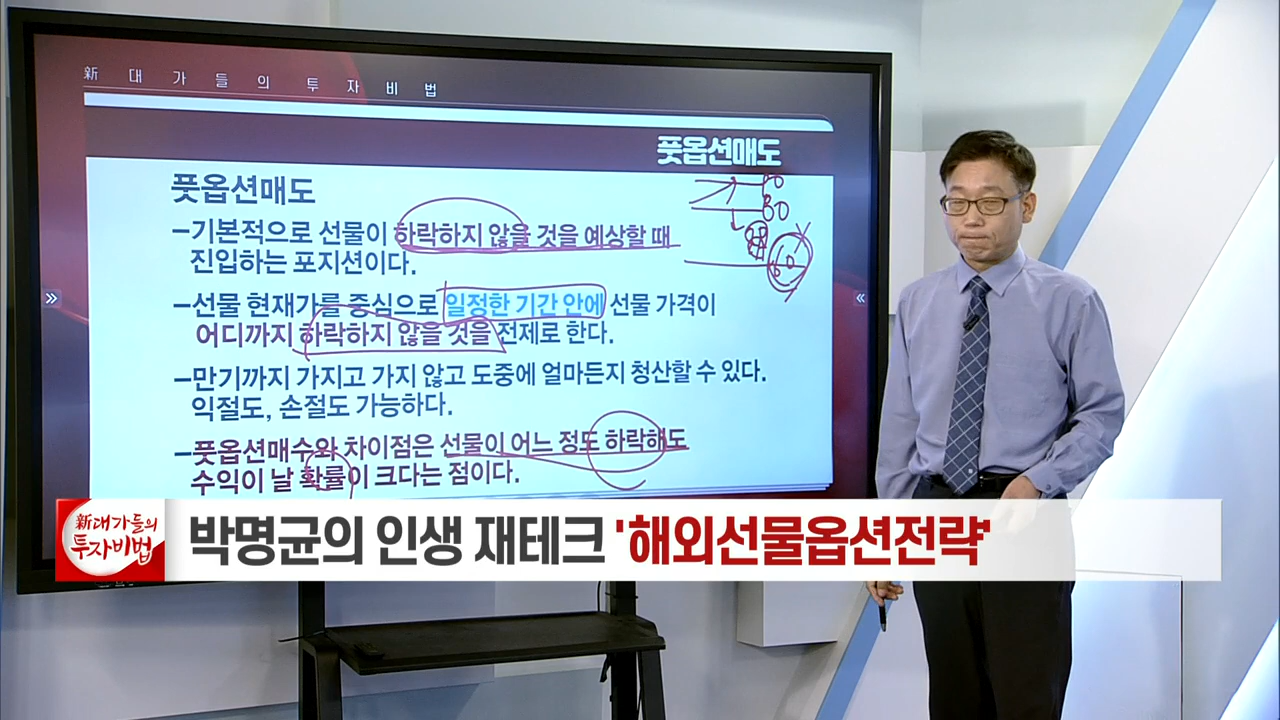 新 대 가 들 의 투 자 비 법
풋옵션매도
풋옵션매도
-기본적으로 선물이 하락하지 않을 것을 예상할 때
진입하는 포지션이다.
-선물 현재가를 중심으로 일정한 기간 안에 선물 가격이
어디까지 하락하지 않을 것을 전제로 한다.
-만기까지 가지고 가지 않고 도중에 얼마든지 청산할 수 있다.
익절도, 손절도 가능하다.
-풋옵션매수와 차이점은 선물이 어느 정도 하락해도
수익이 날 확률이 크다는 점이다.
新대가들의
투자비법
박명균의 인생 재테크 '해외선물옵션전략'